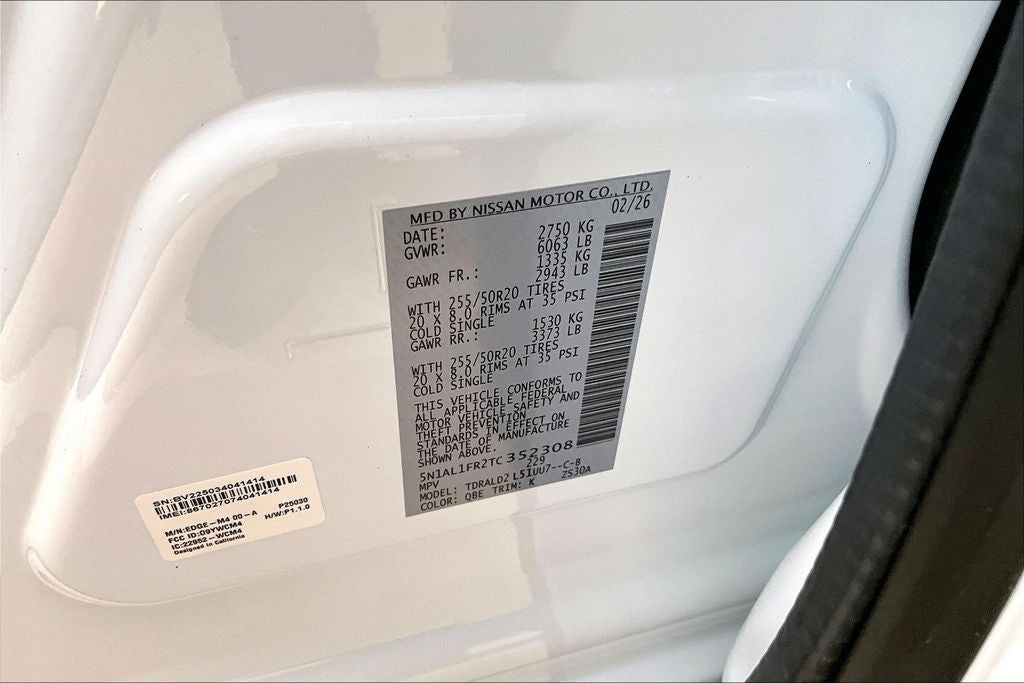 MFD BY NISSAN MOTOR CO., LTD.
DATE: 02/26
GVWR: 2750 KG
6063 LB
GAWR FR.: 1335 KG
2943 LB
WITH 255/50R20 TIRES
20 X 8.0 RIMS AT 35 PSI
COLD SINGLE
GAWR RR.: 1530 KG
3373 LB
WITH 255/50R20 TIRES
20 X 8.0 RIMS AT 35 PSI
COLD SINGLE
THIS VEHICLE CONFORMS TO
ALL APPLICABLE FEDERAL
MOTOR VEHICLE SAFETY AND
THEFT PREVENTION
STANDARDS IN EFFECT ON
THE DATE OF MANUFACTURE
SHOWN ABOVE.
5N1AL1FR2TC352308
MPV 229
MODEL: TDRALD2 L51UU7--C-B
COLOR: QBE TRIM: K ZS30A
SN:BV225034041414
IMEI:867027074041414
M/N:EDGE-M4 00-A P25030
FCC ID:09YWCM4 H/W:P1.1.0
IC:22952-WCM4
Designed in California